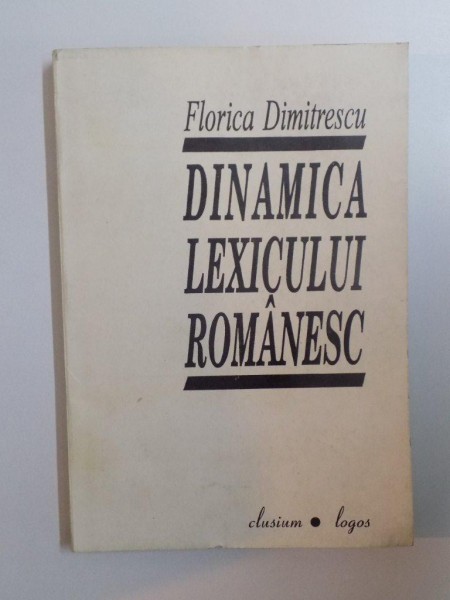 Florica Dimitrescu
DINAMICA
LEXICULUI
ROMÂNESC
clusium • logos